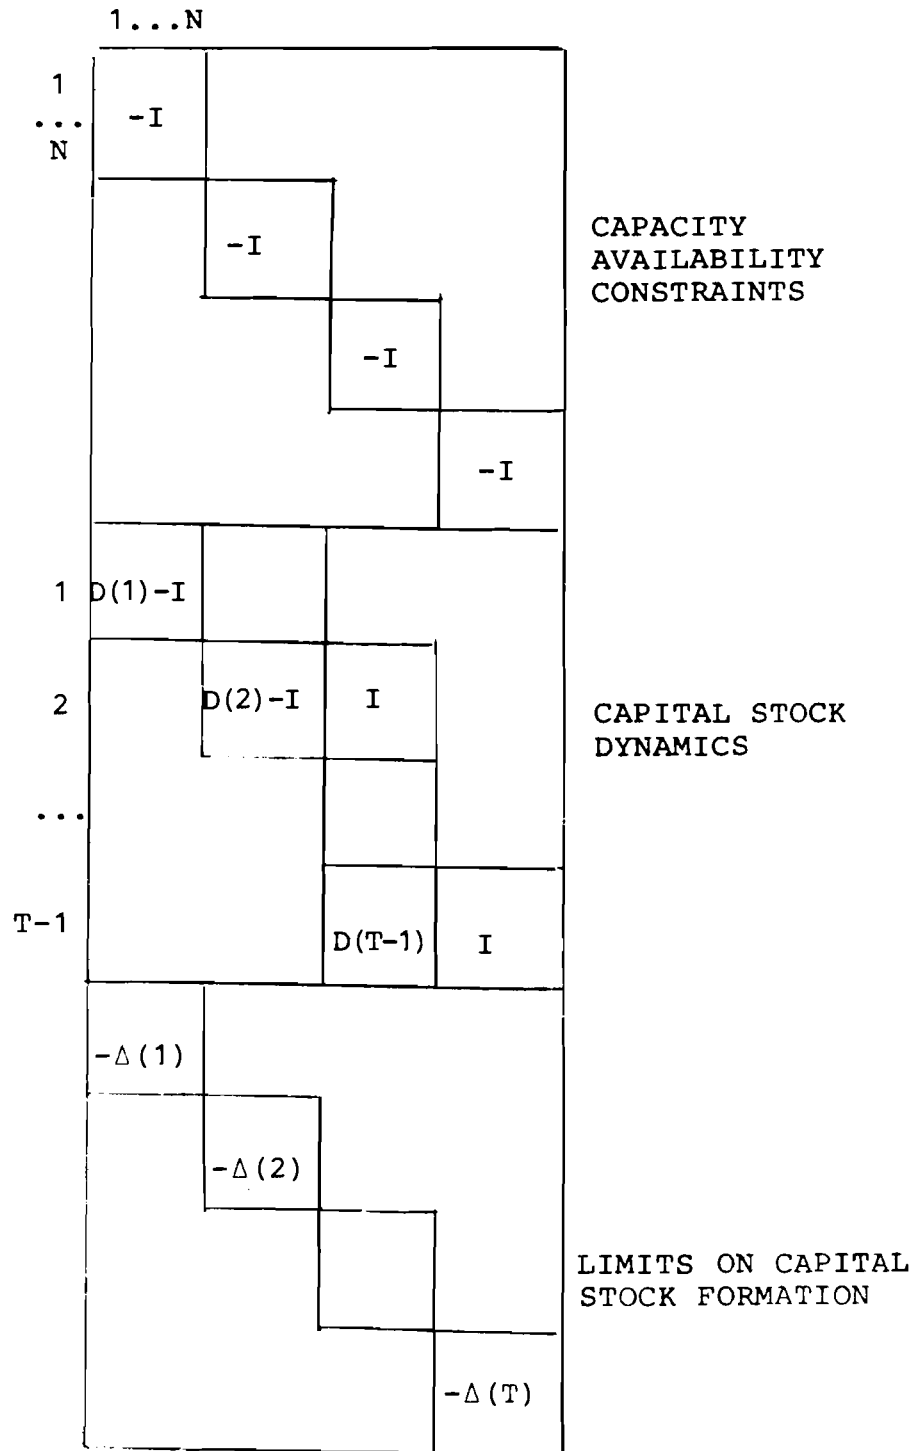 1...N
1
...
N
-I
-I
CAPACITY
AVAILABILITY
CONSTRAINTS
-I
-I
1 D(1)-I
2 D(2)-I I
CAPITAL STOCK
DYNAMICS
...
T-1 D(T-1) I
-Δ(1)
-Δ(2)
LIMITS ON CAPITAL
STOCK FORMATION
-Δ(T)